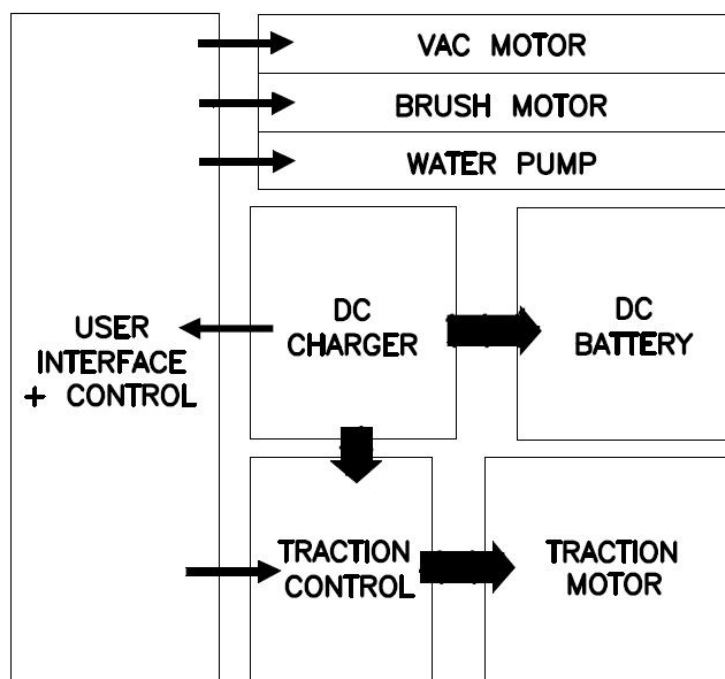 VAC MOTOR
BRUSH MOTOR
WATER PUMP
USER
INTERFACE
+ CONTROL
DC
CHARGER
DC
BATTERY
TRACTION
CONTROL
TRACTION
MOTOR